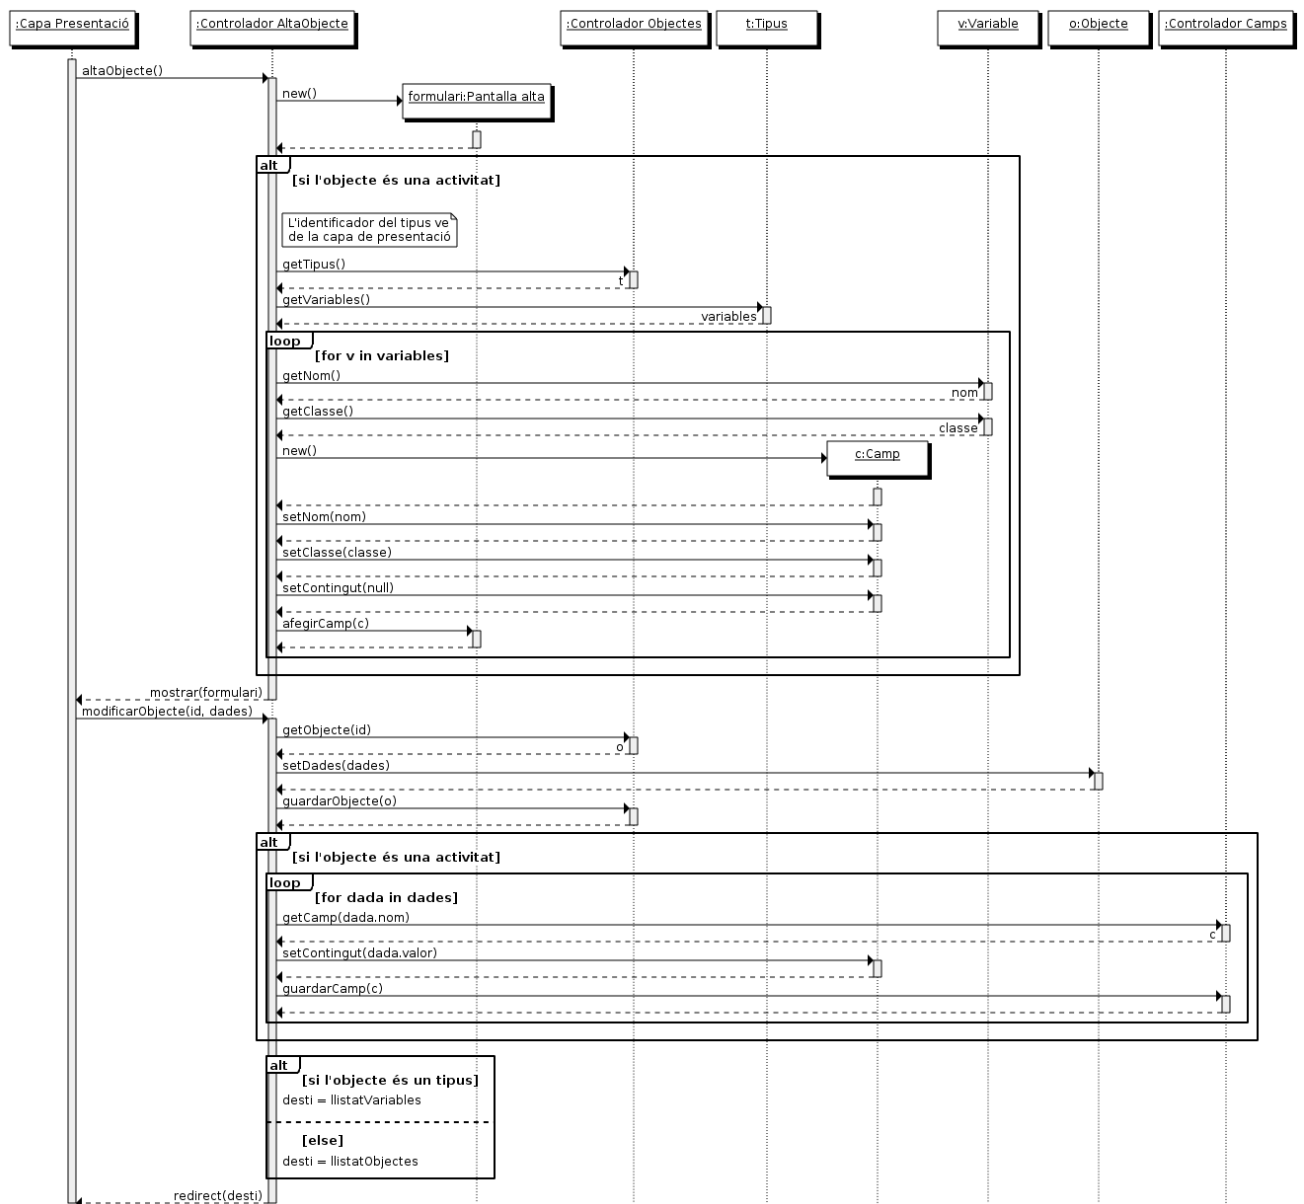 :Capa Presentació
:Controlador AltaObjecte
:Controlador Objectes
t:Tipus
v:Variable
o:Objecte
:Controlador Camps
altaObjecte()
new()
formulari:Pantalla alta
alt
[si l'objecte és una activitat]
L'identificador del tipus ve
de la capa de presentació
getTipus()
t
getVariables()
variables
loop
[for v in variables]
getNom()
nom
getClasse()
classe
new()
c:Camp
setNom(nom)
setClasse(classe)
setContingut(null)
afegirCamp(c)
mostrar(formulari)
modificarObjecte(id, dades)
getObjecte(id)
o
setDades(dades)
guardarObjecte(o)
alt
[si l'objecte és una activitat]
loop
[for dada in dades]
getCamp(dada.nom)
c
setContingut(dada.valor)
guardarCamp(c)
alt
[si l'objecte és un tipus]
desti = llistatVariables
[else]
desti = llistatObjectes
redirect(desti)